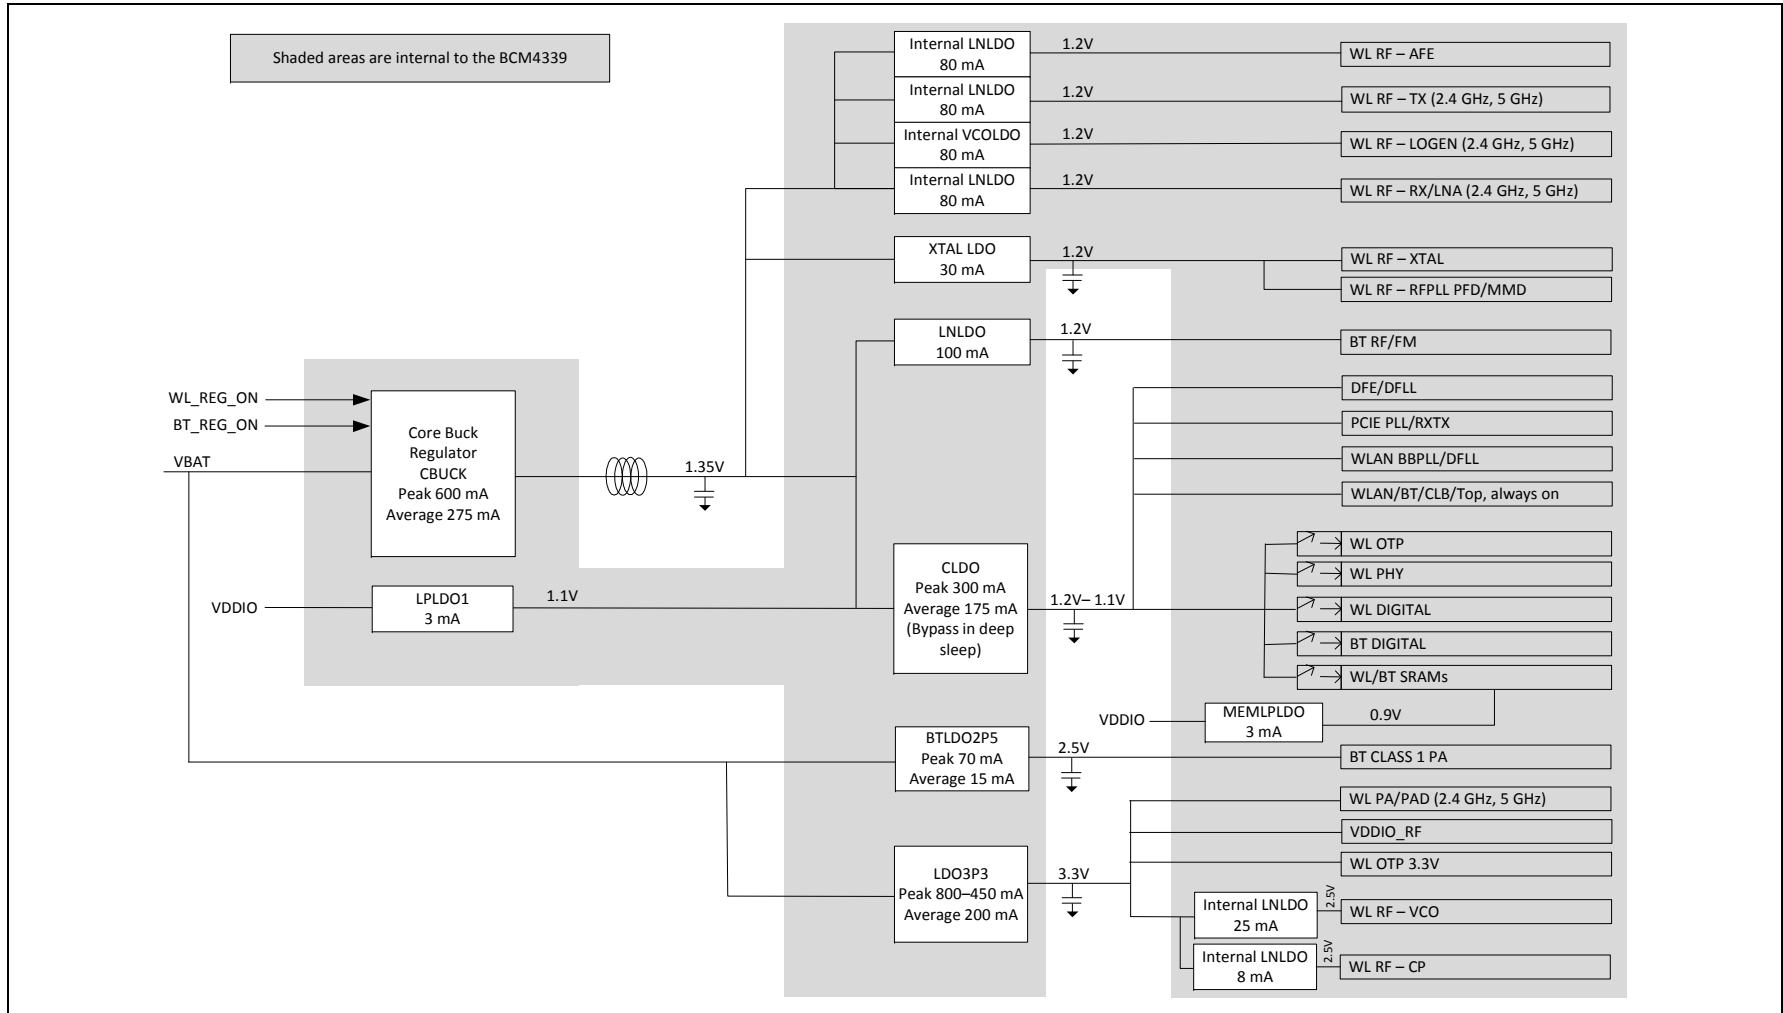 Shaded areas are internal to the BCM4339
Internal LNLDO
80 mA
1.2V
WL RF – AFE
Internal LNLDO
80 mA
1.2V
WL RF – TX (2.4 GHz, 5 GHz)
Internal VCOLDO
80 mA
1.2V
WL RF – LOGEN (2.4 GHz, 5 GHz)
Internal LNLDO
80 mA
1.2V
WL RF – RX/LNA (2.4 GHz, 5 GHz)
XTAL LDO
30 mA
1.2V
WL RF – XTAL
WL RF – RFPLL PFD/MMD
LNLDO
100 mA
1.2V
BT RF/FM
WL_REG_ON
BT_REG_ON
VBAT
Core Buck
Regulator
CBUCK
Peak 600 mA
Average 275 mA
1.35V
DFE/DFLL
PCIE PLL/RXTX
WLAN BBPLL/DFLL
WLAN/BT/CLB/Top, always on
VDDIO
LPLDO1
3 mA
1.1V
CLDO
Peak 300 mA
Average 175 mA
(Bypass in deep
sleep)
1.2V– 1.1V
WL OTP
WL PHY
WL DIGITAL
BT DIGITAL
WL/BT SRAMs
VDDIO
MEMLPLDO
3 mA
0.9V
BTLDO2P5
Peak 70 mA
Average 15 mA
2.5V
BT CLASS 1 PA
LDO3P3
Peak 800–450 mA
Average 200 mA
3.3V
WL PA/PAD (2.4 GHz, 5 GHz)
VDDIO_RF
WL OTP 3.3V
Internal LNLDO
25 mA
2.5V
WL RF – VCO
Internal LNLDO
8 mA
2.5V
WL RF – CP